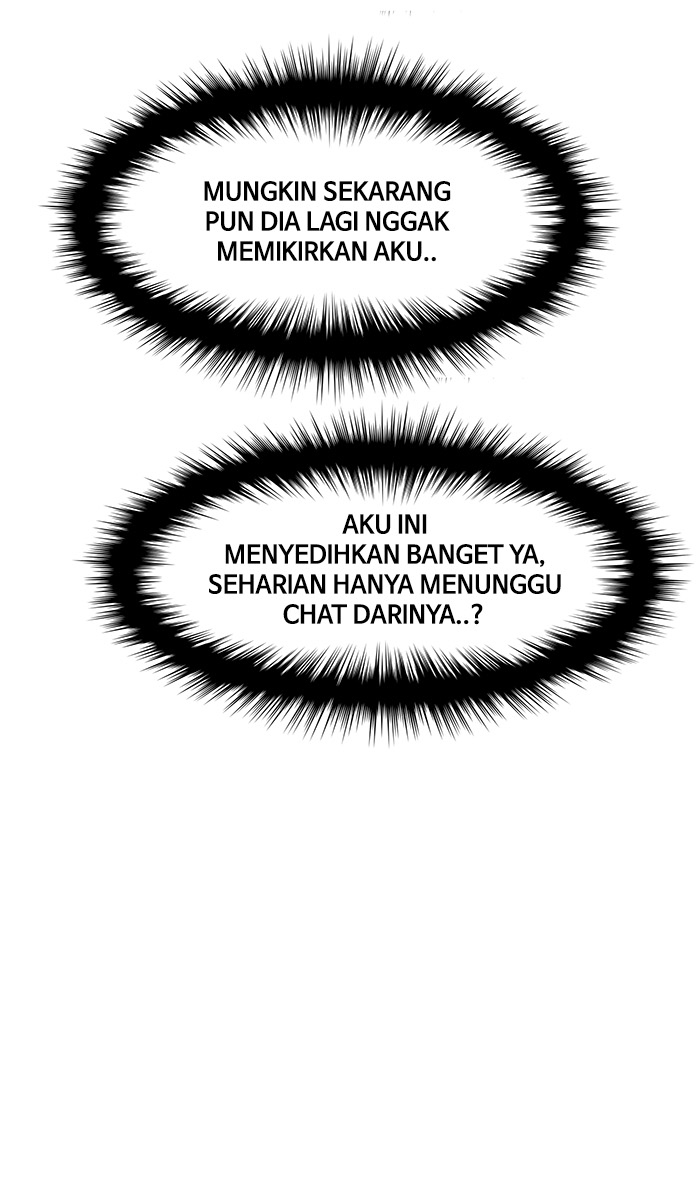 MUNGKIN SEKARANG
PUN DIA LAGI NGGAK
MEMIKIRKAN AKU..
AKU INI
MENYEDIHKAN BANGET YA,
SEHARIAN HANYA MENUNGGU
CHAT DARINYA..?